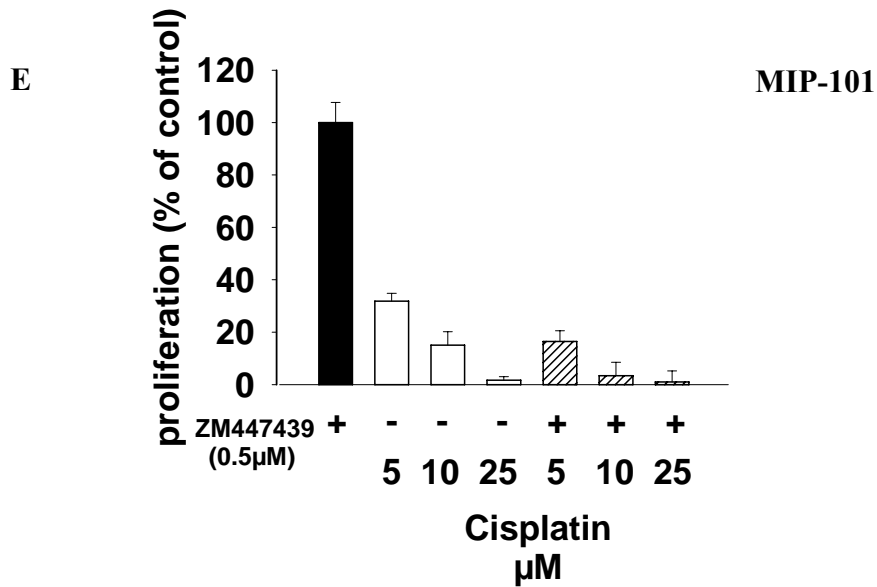 E
MIP-101
proliferation (% of control)
120
100
80
60
40
20
0
ZM447439 + - - - + + +
(0.5µM)
5 10 25 5 10 25
Cisplatin
µM